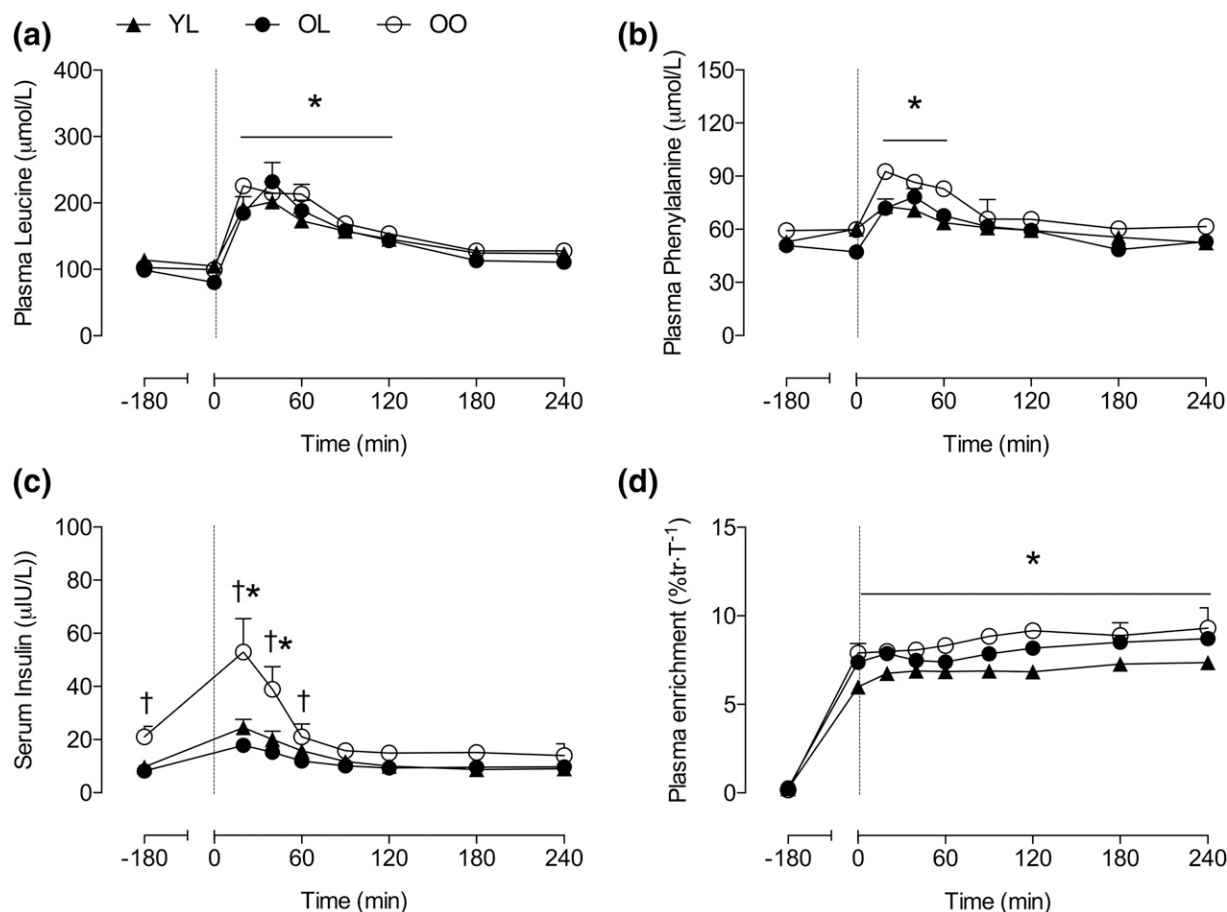 (a) YL OL OO
Plasma Leucine (μmol/L)
400
300
200
100
0
*
-180 0 60 120 180 240
Time (min)
(b)
Plasma Phenylalanine (μmol/L)
150
120
90
60
30
0
*
-180 0 60 120 180 240
Time (min)
(c)
Serum Insulin (μIU/L))
100
80
60
40
20
0
† †* †* †
-180 0 60 120 180 240
Time (min)
(d)
Plasma enrichment (%tr·T⁻¹)
15
10
5
0
*
-180 0 60 120 180 240
Time (min)